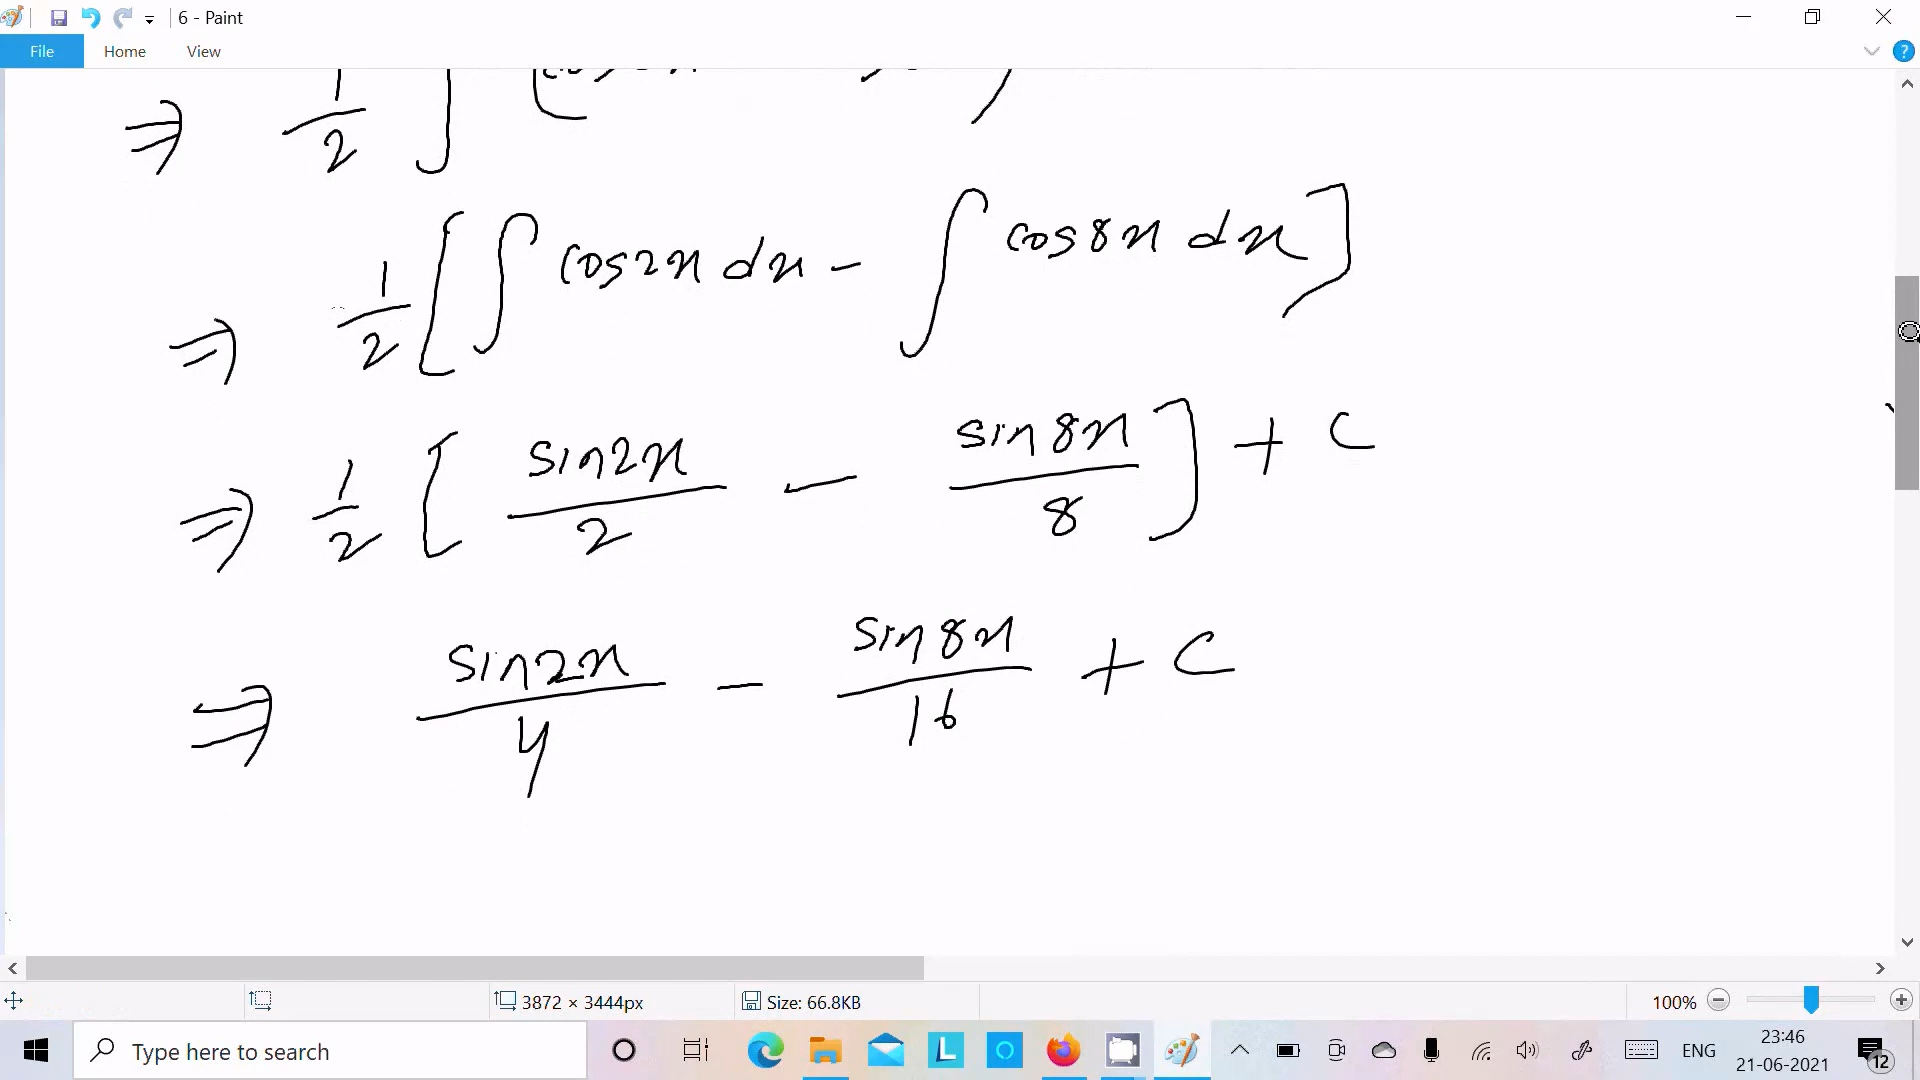 6 - Paint
File Home View ?
⇒ 1/2 ∫
⇒ 1/2 [∫ cos2x dx - ∫ cos8x dx]
⇒ 1/2 [sin2x/2 - sin8x/8] + C
⇒ sin2x/4 - sin8x/16 + C
3872 × 3444px Size: 66.8KB 100%
Type here to search L ENG 23:46
21-06-2021 12